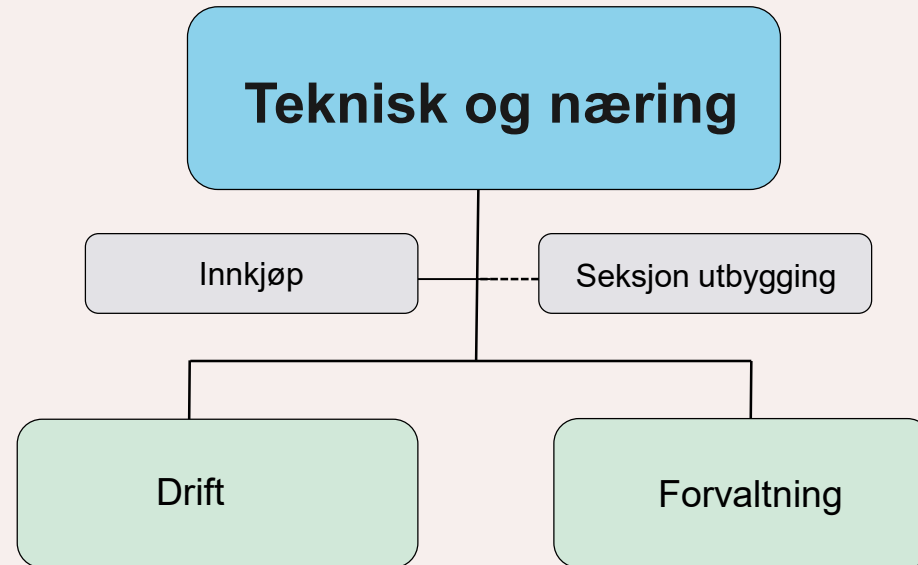 Teknisk og næring
Innkjøp
Seksjon utbygging
Drift
Forvaltning